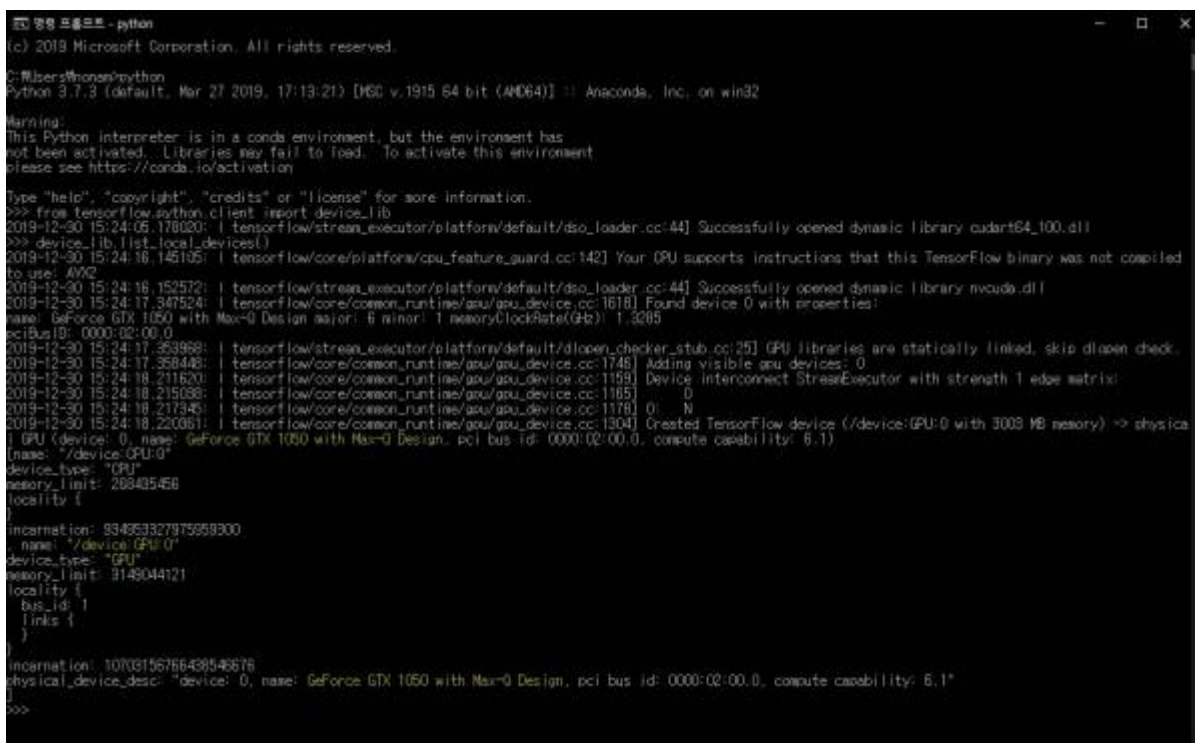 명령 프롬프트 - python
(c) 2019 Microsoft Corporation. All rights reserved.
C:₩Users₩nonam>python
Python 3.7.3 (default, Mar 27 2019, 17:13:21) [MSC v.1915 64 bit (AMD64)] :: Anaconda, Inc. on win32
Warning:
This Python interpreter is in a conda environment, but the environment has
not been activated.  Libraries may fail to load.  To activate this environment
please see https://conda.io/activation
Type "help", "copyright", "credits" or "license" for more information.
>>> from tensorflow.python.client import device_lib
2019-12-30 15:24:05.178020: I tensorflow/stream_executor/platform/default/dso_loader.cc:44] Successfully opened dynamic library cudart64_100.dll
>>> device_lib.list_local_devices()
2019-12-30 15:24:16.145105: I tensorflow/core/platform/cpu_feature_guard.cc:142] Your CPU supports instructions that this TensorFlow binary was not compiled
to use: AVX2
2019-12-30 15:24:16.152572: I tensorflow/stream_executor/platform/default/dso_loader.cc:44] Successfully opened dynamic library nvcuda.dll
2019-12-30 15:24:17.347524: I tensorflow/core/common_runtime/gpu/gpu_device.cc:1618] Found device 0 with properties:
name: GeForce GTX 1050 with Max-Q Design major: 6 minor: 1 memoryClockRate(GHz): 1.3285
pciBusID: 0000:02:00.0
2019-12-30 15:24:17.353968: I tensorflow/stream_executor/platform/default/dlopen_checker_stub.cc:25] GPU libraries are statically linked, skip dlopen check.
2019-12-30 15:24:17.358448: I tensorflow/core/common_runtime/gpu/gpu_device.cc:1746] Adding visible gpu devices: 0
2019-12-30 15:24:18.211620: I tensorflow/core/common_runtime/gpu/gpu_device.cc:1159] Device interconnect StreamExecutor with strength 1 edge matrix:
2019-12-30 15:24:18.215038: I tensorflow/core/common_runtime/gpu/gpu_device.cc:1165]      0
2019-12-30 15:24:18.217345: I tensorflow/core/common_runtime/gpu/gpu_device.cc:1178] 0:   N
2019-12-30 15:24:18.220361: I tensorflow/core/common_runtime/gpu/gpu_device.cc:1304] Created TensorFlow device (/device:GPU:0 with 3003 MB memory) -> physica
l GPU (device: 0, name: GeForce GTX 1050 with Max-Q Design, pci bus id: 0000:02:00.0, compute capability: 6.1)
[name: "/device:CPU:0"
device_type: "CPU"
memory_limit: 268435456
locality {
}
incarnation: 934953327975959300
, name: "/device:GPU:0"
device_type: "GPU"
memory_limit: 3149044121
locality {
  bus_id: 1
  links {
  }
}
incarnation: 10703156766438546676
physical_device_desc: "device: 0, name: GeForce GTX 1050 with Max-Q Design, pci bus id: 0000:02:00.0, compute capability: 6.1"
]
>>>